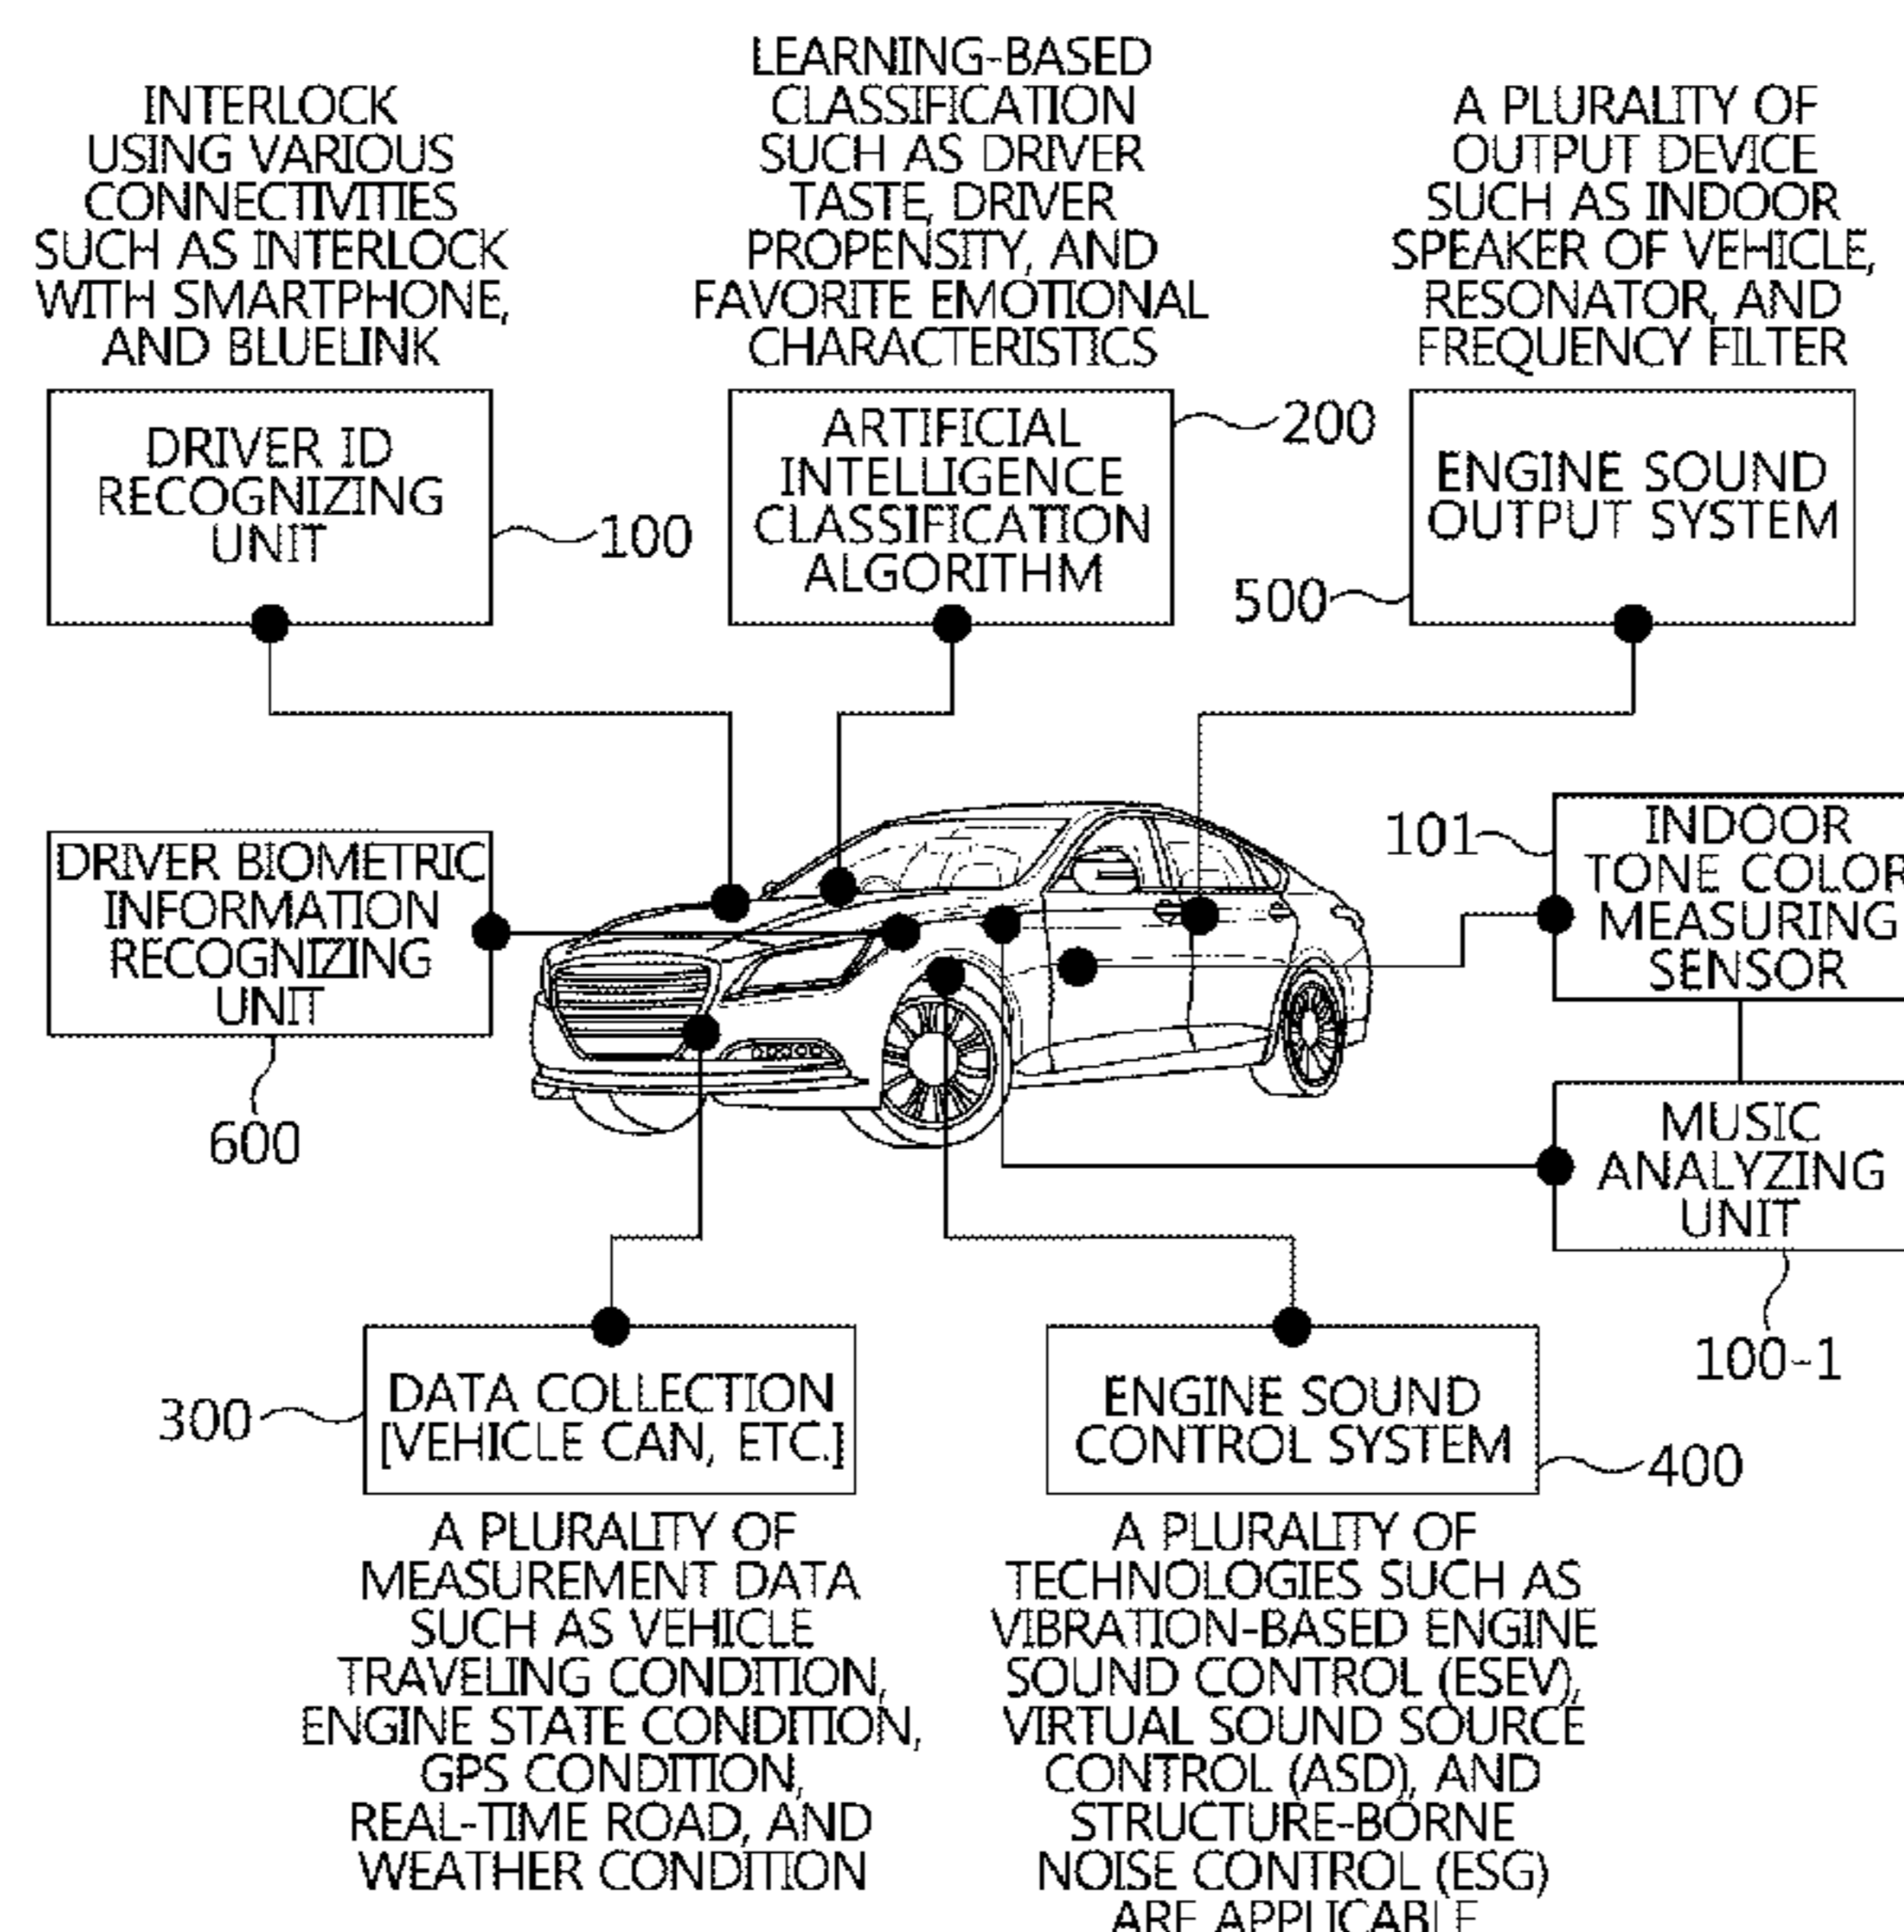 INTERLOCK
USING VARIOUS
CONNECTIVITIES
SUCH AS INTERLOCK
WITH SMARTPHONE,
AND BLUELINK
DRIVER ID
RECOGNIZING
UNIT
100
LEARNING-BASED
CLASSIFICATION
SUCH AS DRIVER
TASTE, DRIVER
PROPENSITY, AND
FAVORITE EMOTIONAL
CHARACTERISTICS
ARTIFICIAL
INTELLIGENCE
CLASSIFICATION
ALGORITHM
200
A PLURALITY OF
OUTPUT DEVICE
SUCH AS INDOOR
SPEAKER OF VEHICLE,
RESONATOR, AND
FREQUENCY FILTER
ENGINE SOUND
OUTPUT SYSTEM
500
DRIVER BIOMETRIC
INFORMATION
RECOGNIZING
UNIT
600
101
INDOOR
TONE COLOR
MEASURING
SENSOR
MUSIC
ANALYZING
UNIT
100-1
300
DATA COLLECTION
[VEHICLE CAN, ETC.]
A PLURALITY OF
MEASUREMENT DATA
SUCH AS VEHICLE
TRAVELING CONDITION,
ENGINE STATE CONDITION,
GPS CONDITION,
REAL-TIME ROAD, AND
WEATHER CONDITION
ENGINE SOUND
CONTROL SYSTEM
400
A PLURALITY OF
TECHNOLOGIES SUCH AS
VIBRATION-BASED ENGINE
SOUND CONTROL (ESEV),
VIRTUAL SOUND SOURCE
CONTROL (ASD), AND
STRUCTURE-BORNE
NOISE CONTROL (ESG)
ARE APPLICABLE